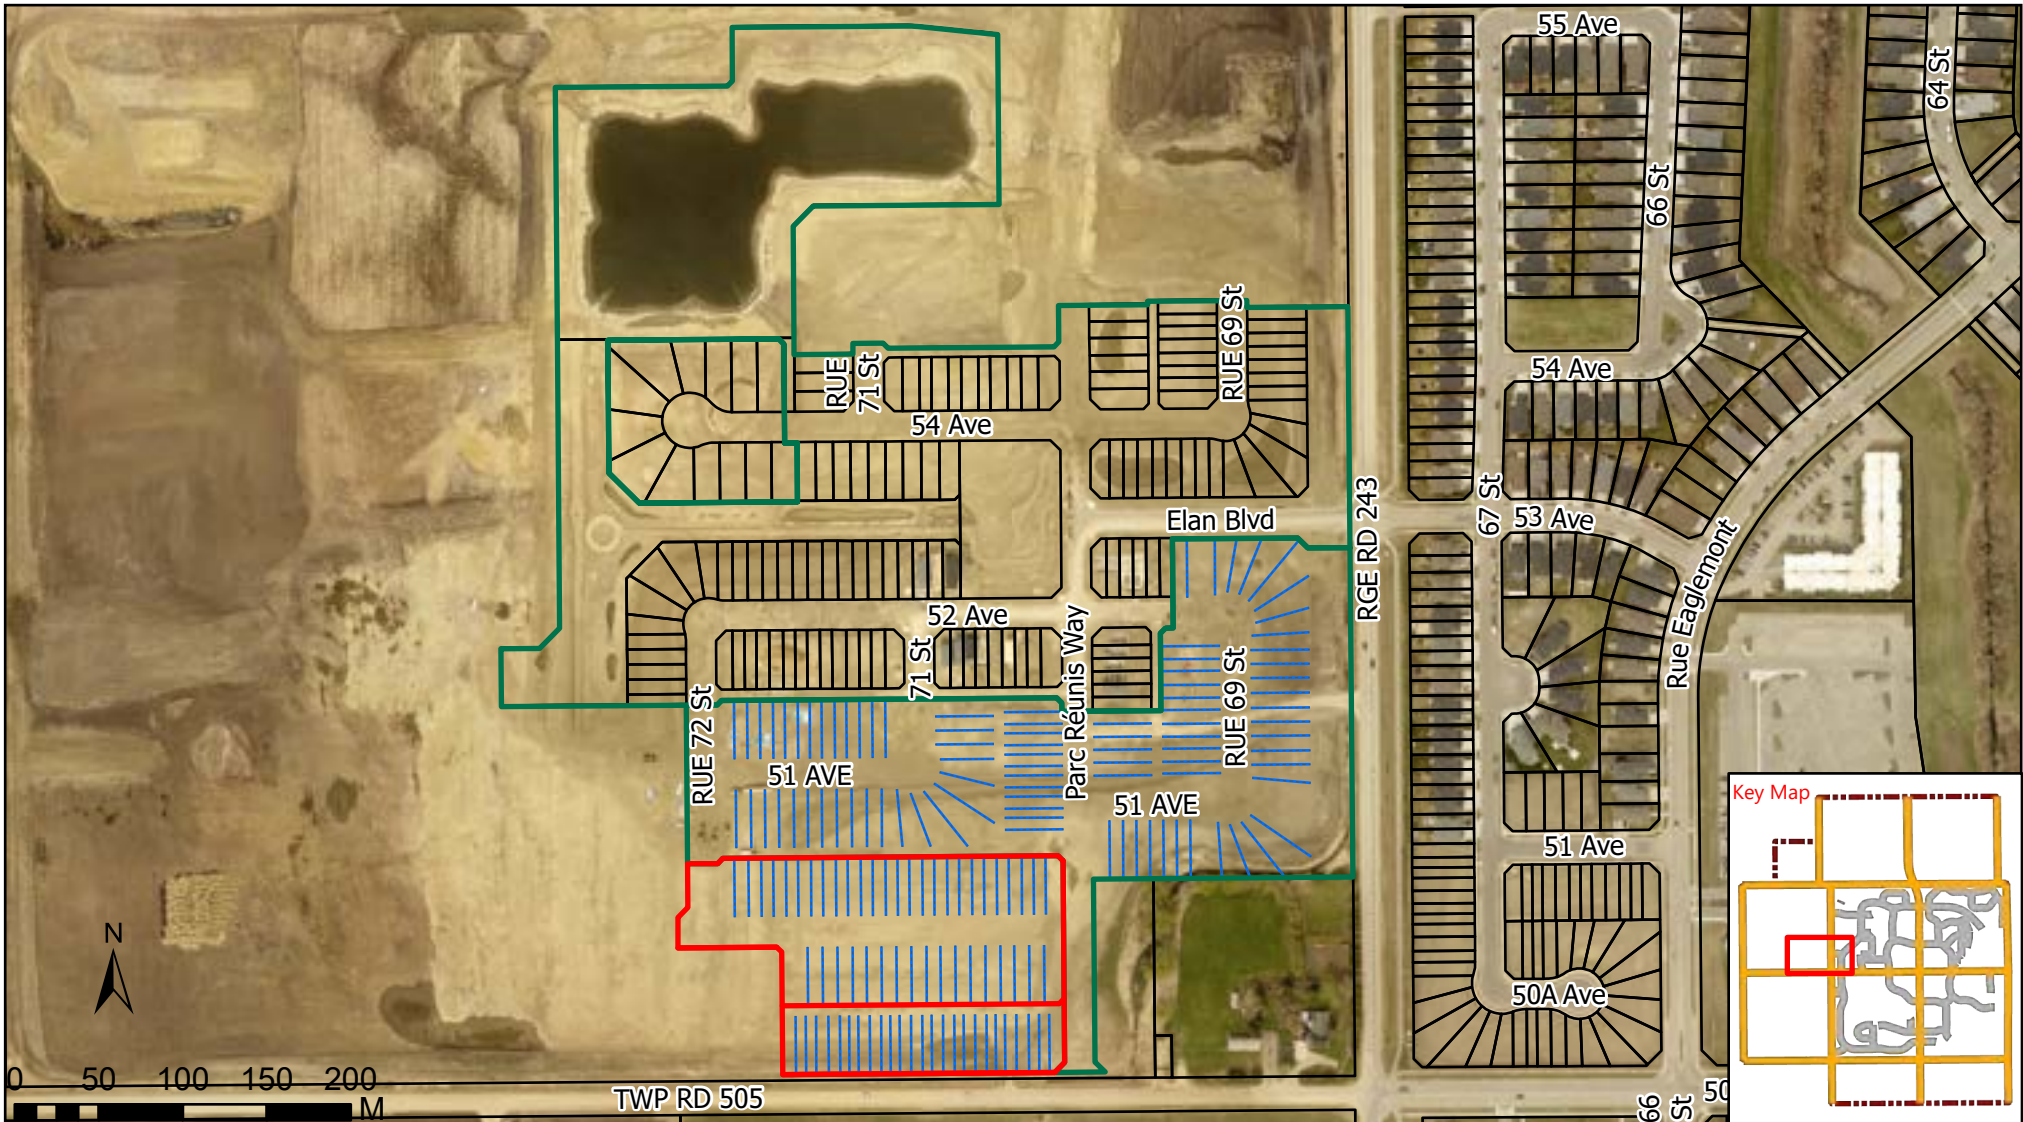 55 Ave
64 St
66 St
RUE 69 St
RUE
71 St
54 Ave
54 Ave
RGE RD 243
67 St
Elan Blvd
53 Ave
Rue Eaglemont
52 Ave
71 St
Parc Réunis Way
RUE 69 St
RUE 72 St
51 AVE
51 AVE
51 Ave
Key Map
N
50A Ave
0 50 100 150 200
M
TWP RD 505
66
St
50